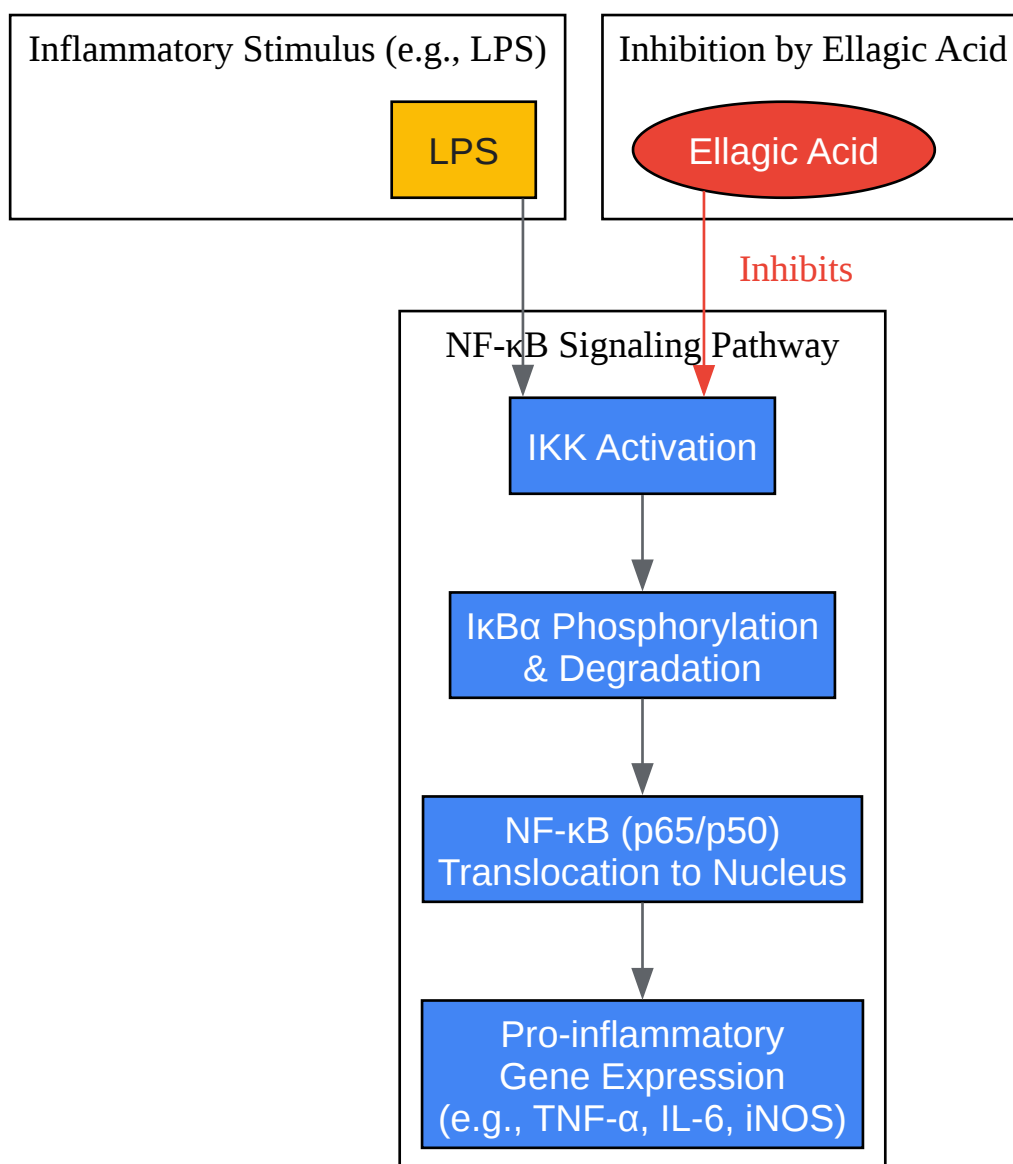 Inflammatory Stimulus (e.g., LPS)
LPS
Inhibition by Ellagic Acid
Ellagic Acid
Inhibits
NF-κB Signaling Pathway
IKK Activation
IκBα Phosphorylation
& Degradation
NF-κB (p65/p50)
Translocation to Nucleus
Pro-inflammatory
Gene Expression
(e.g., TNF-α, IL-6, iNOS)